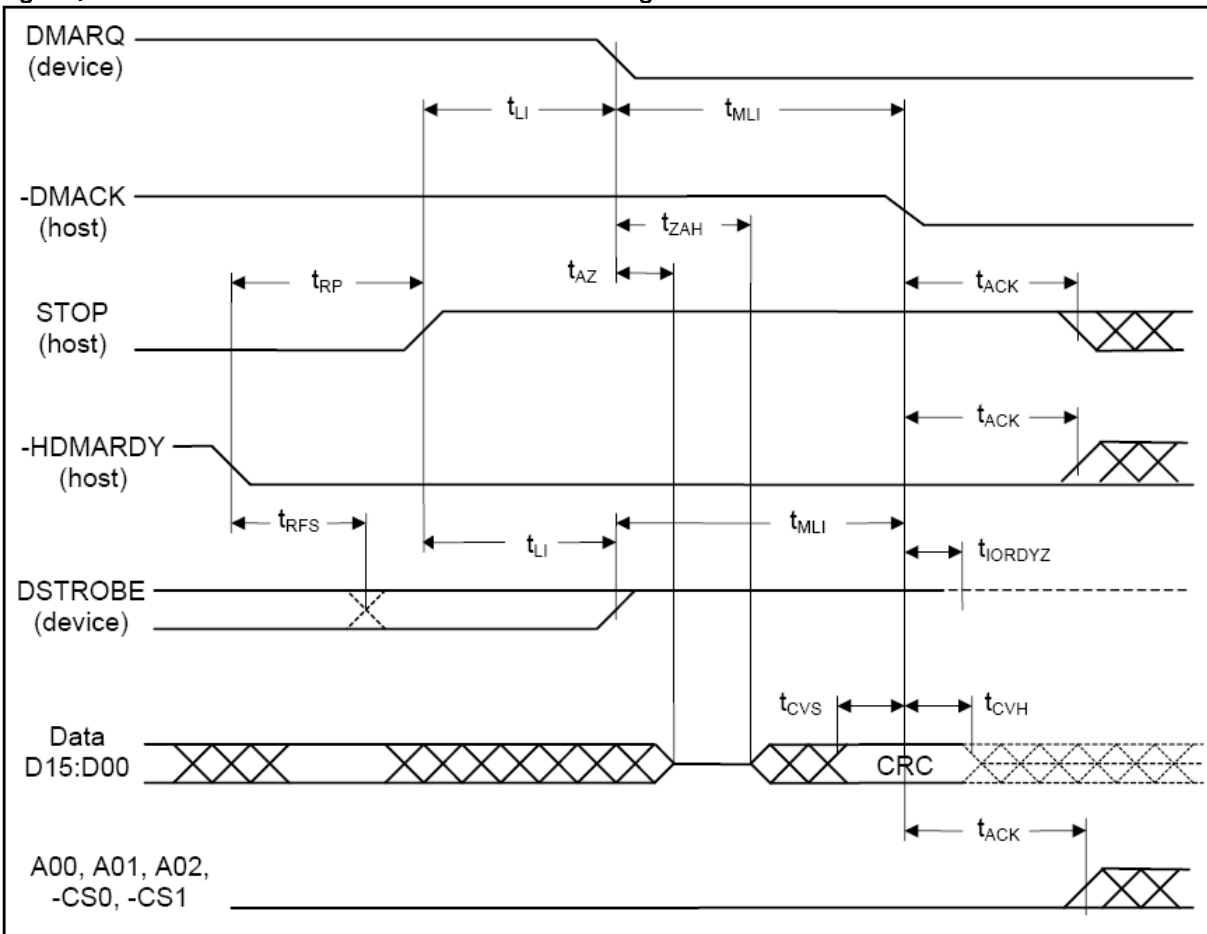 DMARQ
(device)
tLI
tMLI
-DMACK
(host)
tZAH
tAZ
tRP
tACK
STOP
(host)
tACK
-HDMARDY
(host)
tRFS
tLI
tMLI
tIORDYZ
DSTROBE
(device)
tCVS
tCVH
Data
D15:D00
CRC
tACK
A00, A01, A02,
-CS0, -CS1